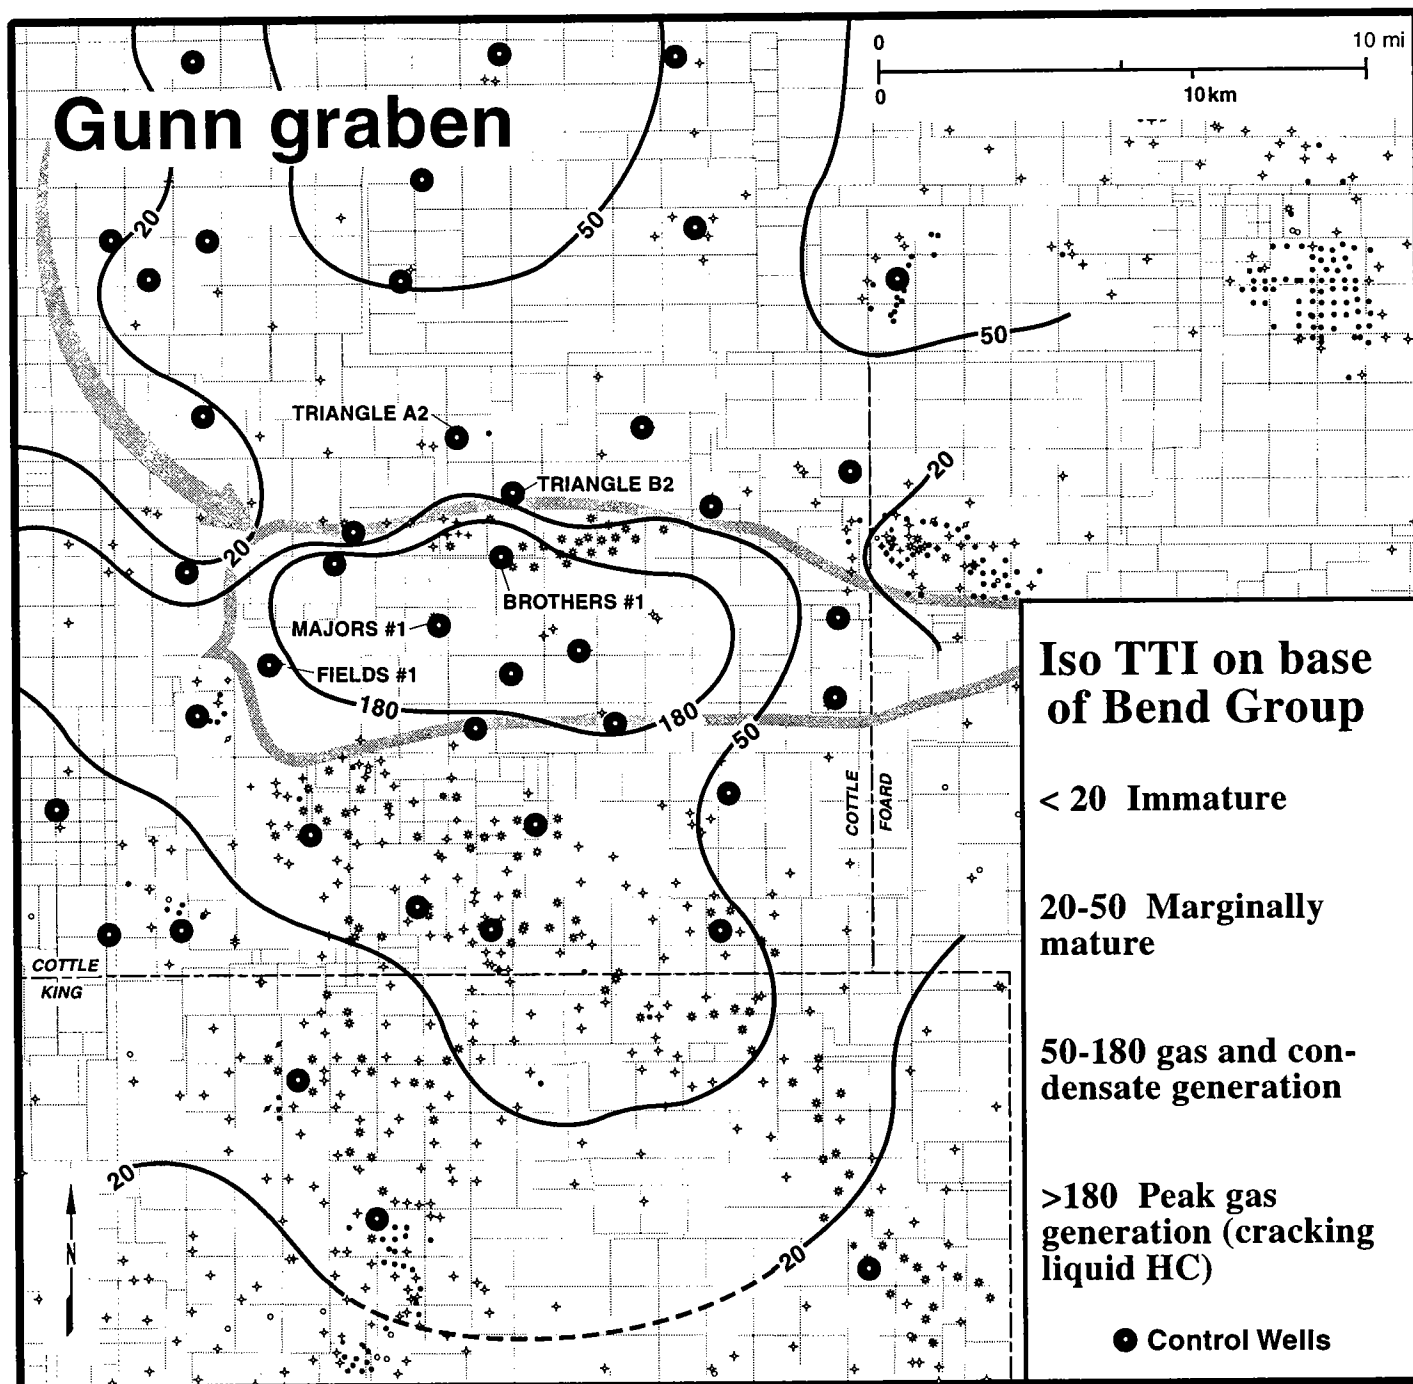 0
10 mi
0
10km
Gunn graben
20
50
50
TRIANGLE A2
TRIANGLE B2
20
20
BROTHERS #1
MAJORS #1
FIELDS #1
180
180
50
COTTLE
FOARD
COTTLE
KING
20
20
N
Iso TTI on base
of Bend Group
< 20 Immature
20-50 Marginally
mature
50-180 gas and con-
densate generation
>180 Peak gas
generation (cracking
liquid HC)
Control Wells